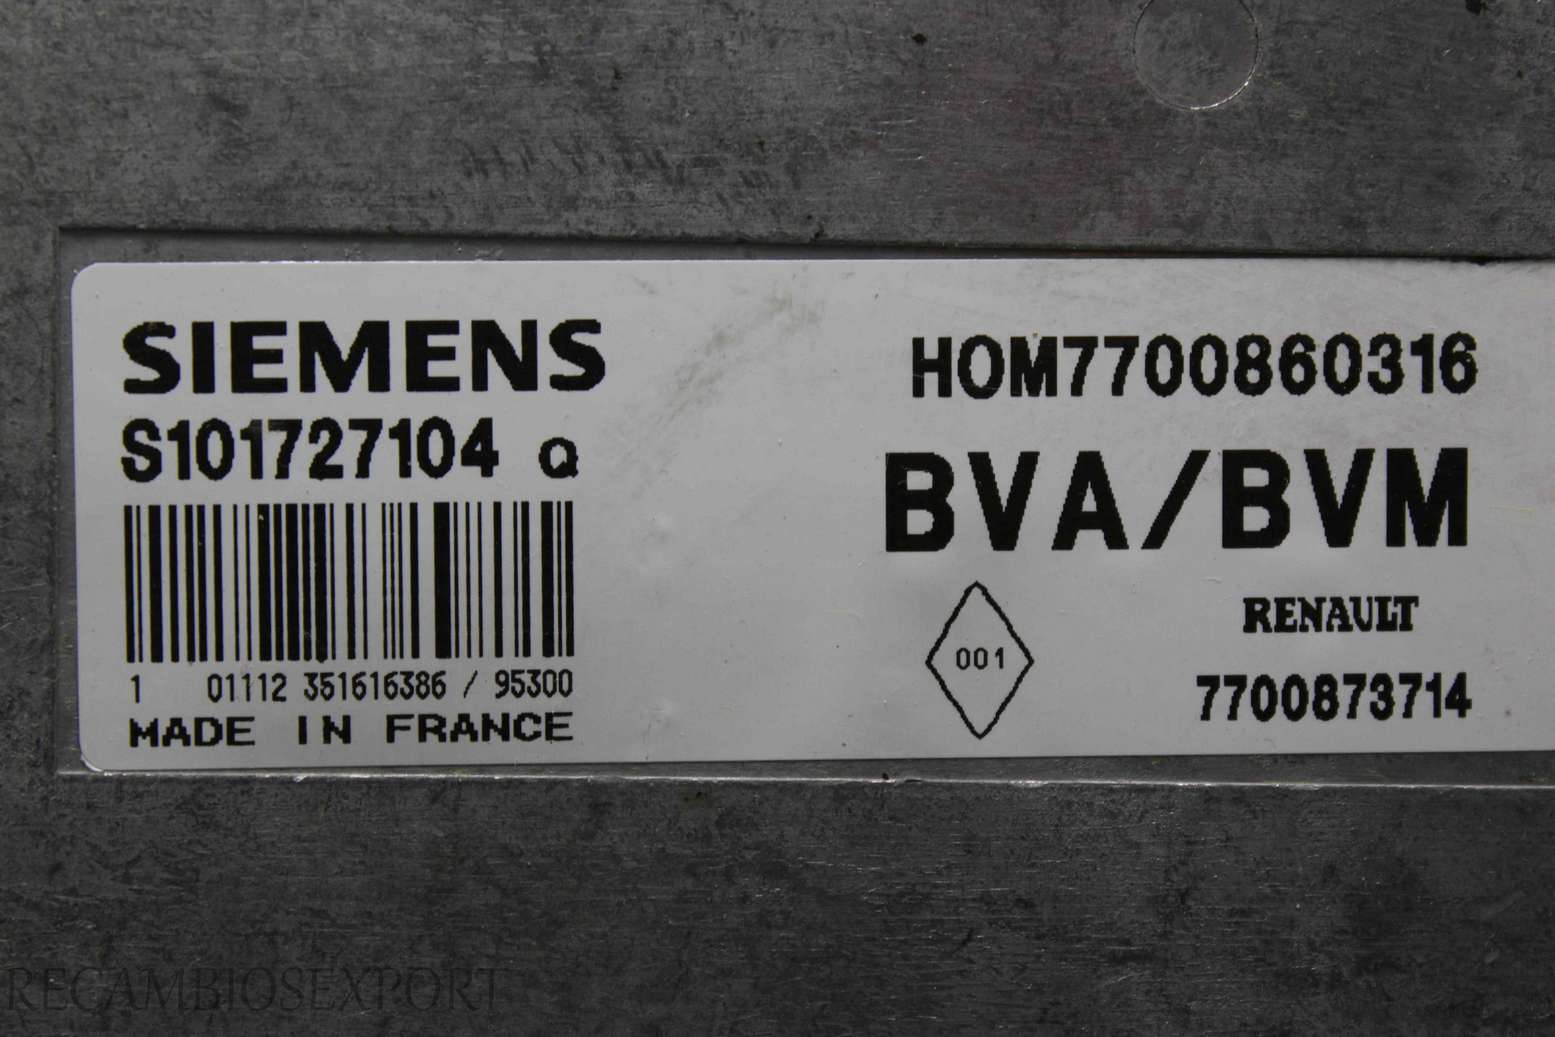 SIEMENS
S101727104 Q
1 01112 351616386 / 95300
MADE IN FRANCE
HOM7700860316
BVA/BVM
001
RENAULT
7700873714
RECAMBIOSEXPORT